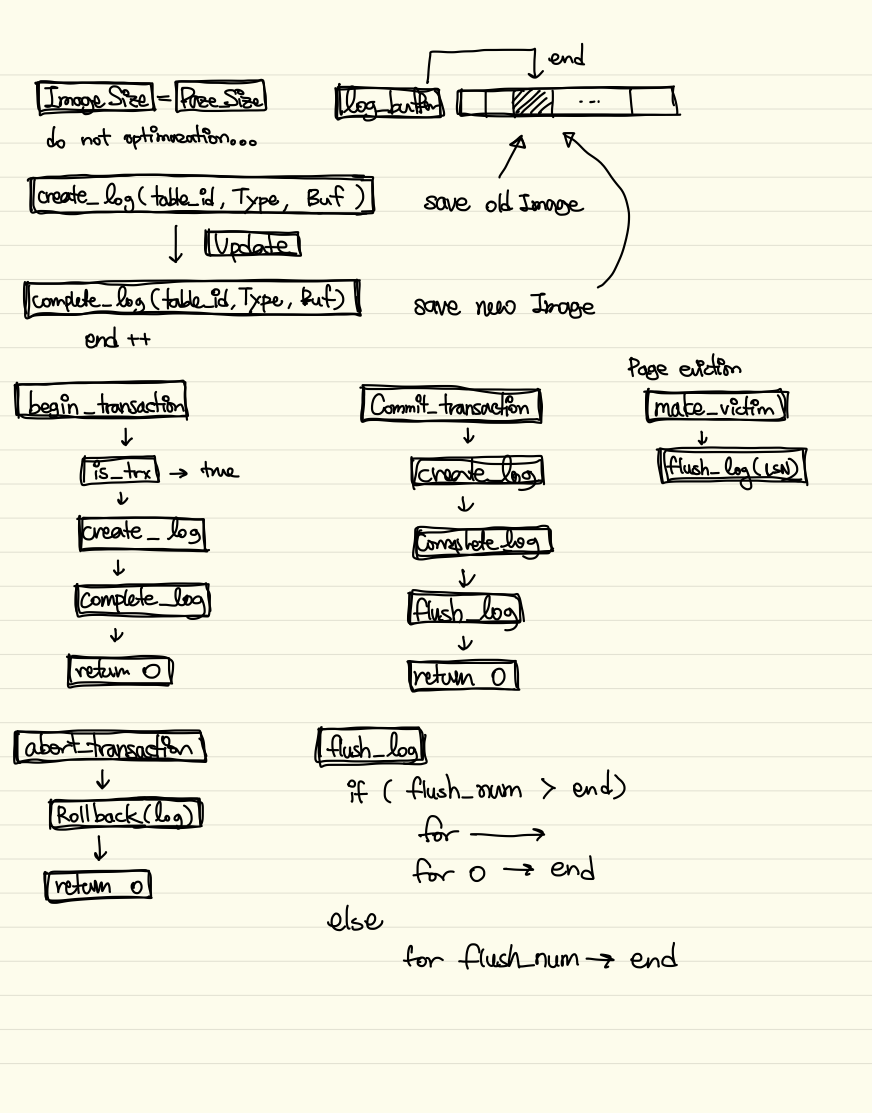 end
Image Size = Page Size
log_buffer
...
do not optimization...
create_log(table_id, Type, Buf)
save old Image
Update
complete_log(table_id, Type, Buf)
save new Image
end ++
Page eviction
begin_transaction
Commit_transaction
make_victim
is_trx → true
create_log
flush_log(LSN)
create_log
Complete_log
complete_log
flush_log
return 0
return 0
abort_transaction
Rollback(log)
return 0
flush_log
if ( flush_num > end)
for →
for 0 → end
else
for flush_num → end